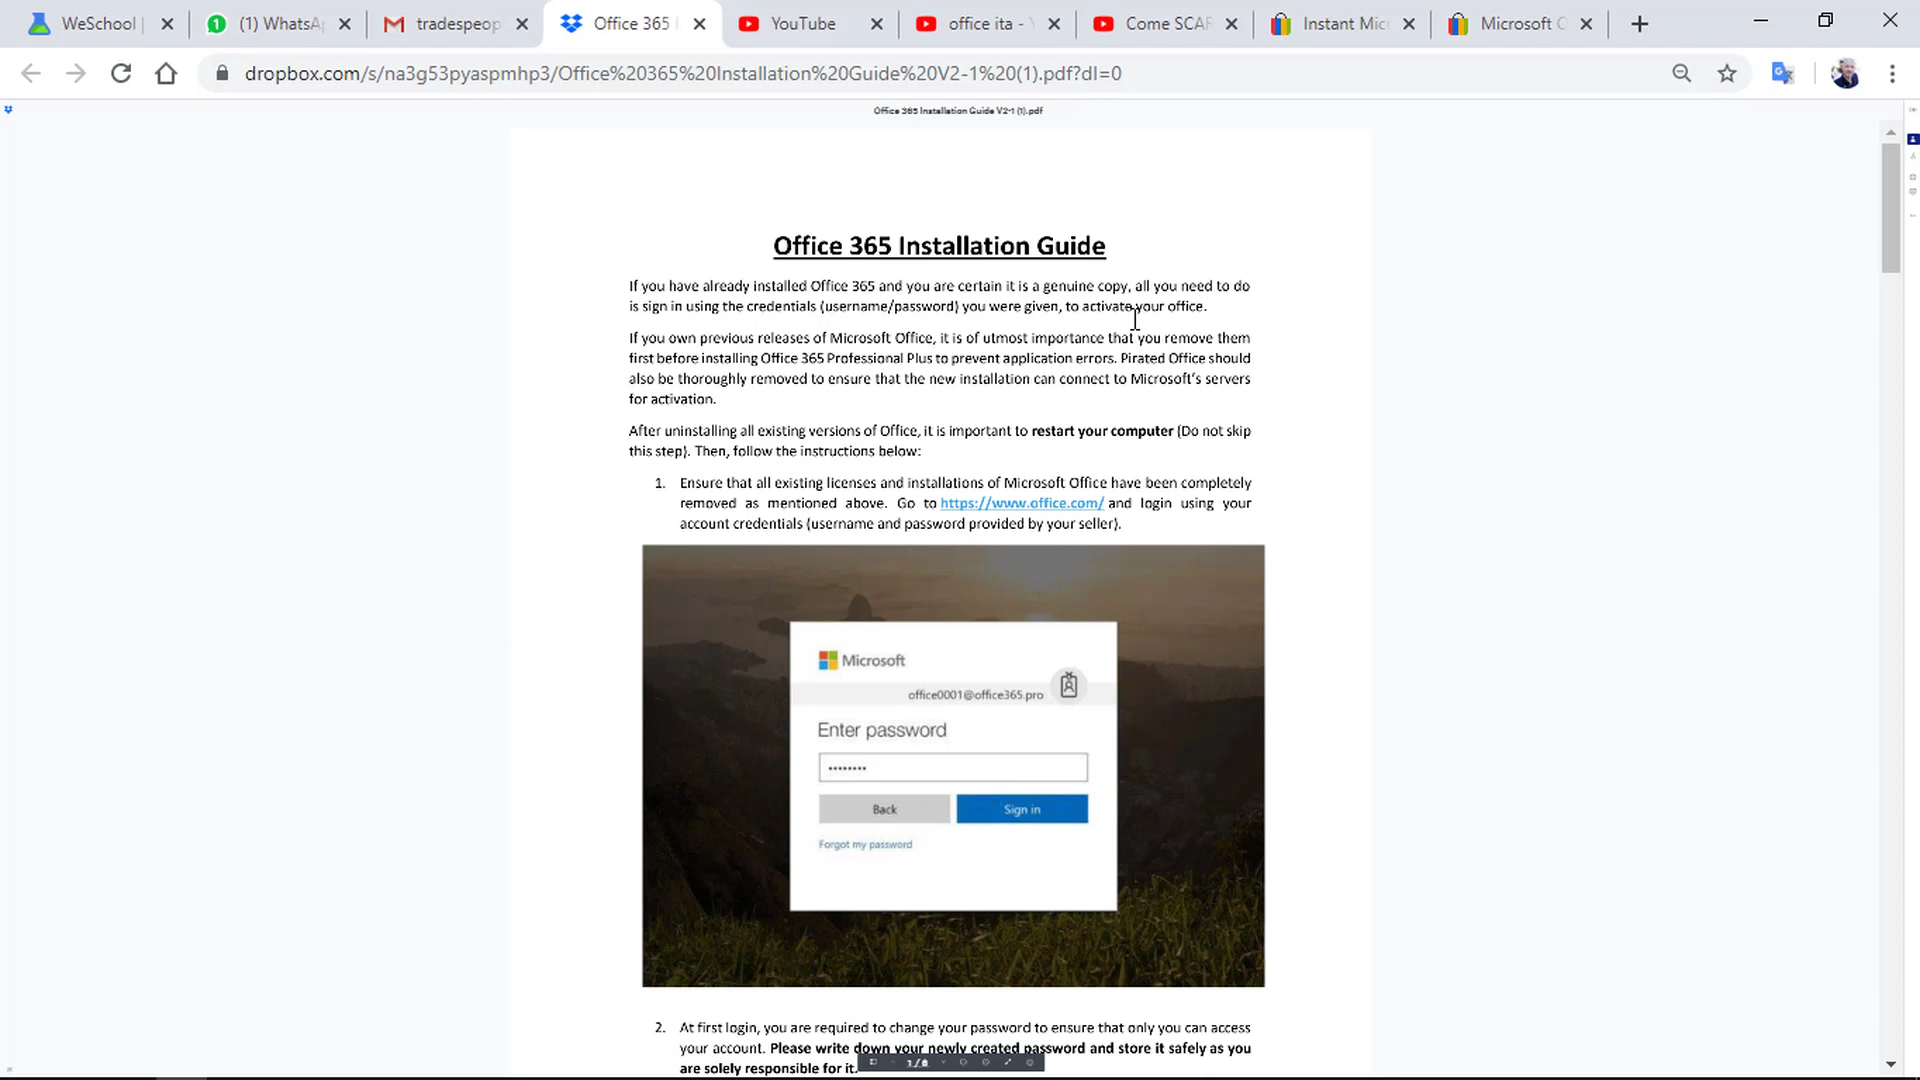 WeSchool |
(1) WhatsAp
tradespeop
Office 365 I
YouTube
office ita - Y
Come SCAR
Instant Mic
Microsoft O
dropbox.com/s/na3g53pyaspmhp3/Office%20365%20Installation%20Guide%20V2-1%20(1).pdf?dl=0
Office 365 Installation Guide V2-1 (1).pdf
Office 365 Installation Guide
If you have already installed Office 365 and you are certain it is a genuine copy, all you need to do
is sign in using the credentials (username/password) you were given, to activate your office.
If you own previous releases of Microsoft Office, it is of utmost importance that you remove them
first before installing Office 365 Professional Plus to prevent application errors. Pirated Office should
also be thoroughly removed to ensure that the new installation can connect to Microsoft's servers
for activation.
After uninstalling all existing versions of Office, it is important to restart your computer (Do not skip
this step). Then, follow the instructions below:
1. Ensure that all existing licenses and installations of Microsoft Office have been completely
removed as mentioned above. Go to https://www.office.com/ and login using your
account credentials (username and password provided by your seller).
Microsoft
office0001@office365.pro
Enter password
••••••••
Back
Sign in
Forgot my password
2. At first login, you are required to change your password to ensure that only you can access
your account. Please write down your newly created password and store it safely as you
are solely responsible for it.